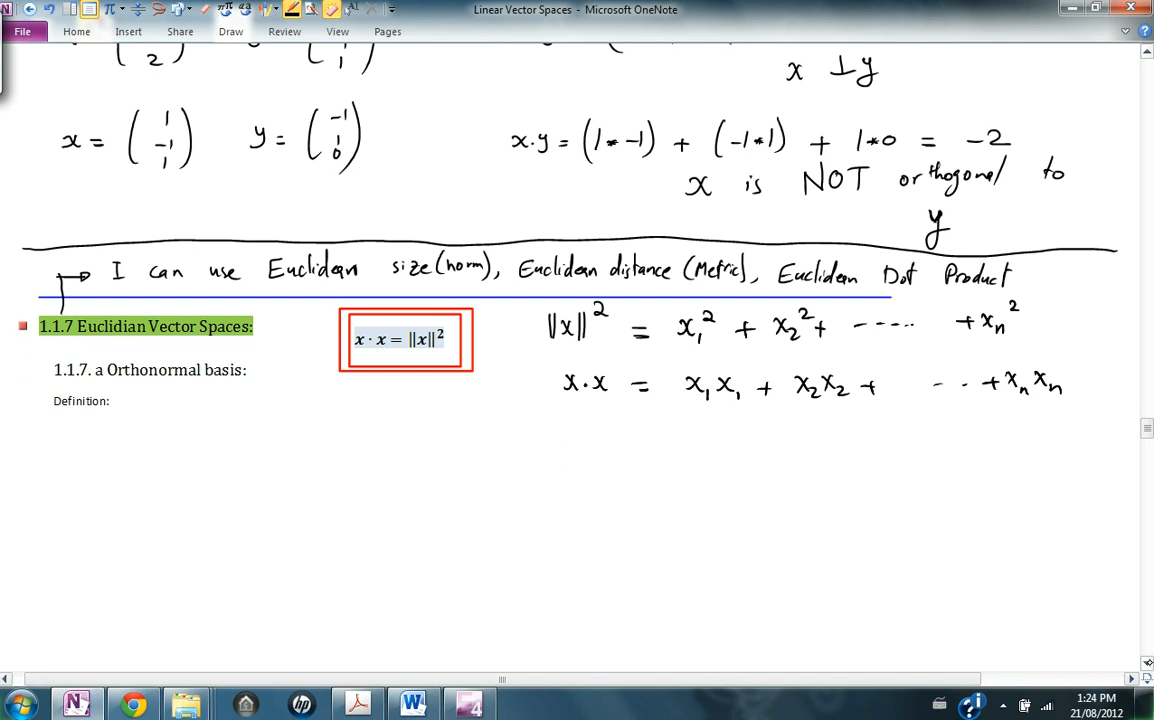 Linear Vector Spaces - Microsoft OneNote
File Home Insert Share Draw Review View Pages
2
1
x ⊥ y
x = ( 1 -1 1 ) y = ( -1 1 0 ) x.y = (1*-1) + (-1*1) + 1*0 = -2
x is NOT orthogonal to
y
I can use Euclidean size(norm), Euclidean distance (Metric), Euclidean Dot Product
1.1.7 Euclidian Vector Spaces:
x · x = ‖x‖²
‖x‖² = x₁² + x₂² + ----.. + xₙ²
1.1.7. a Orthonormal basis:
x.x = x₁x₁ + x₂x₂ + -.. + xₙxₙ
Definition:
1:24 PM
21/08/2012